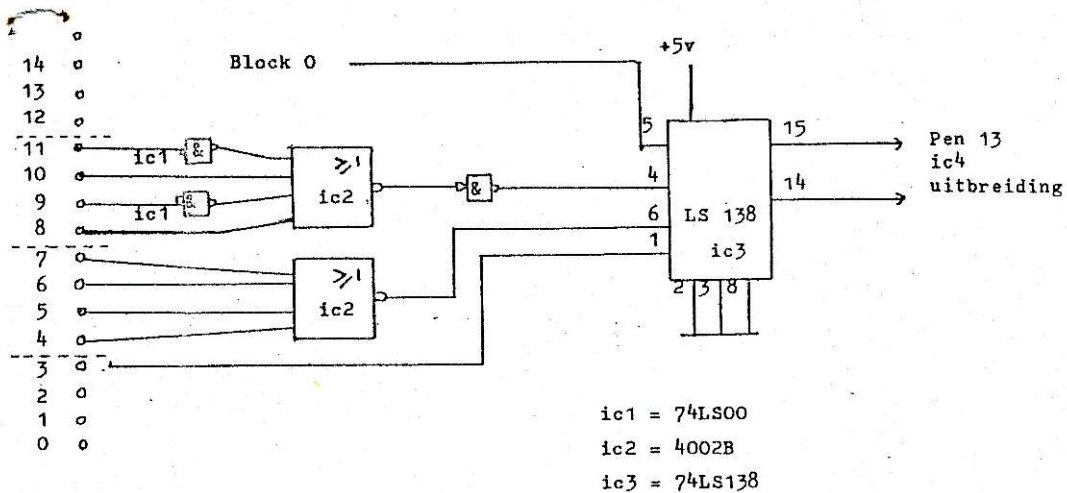 +5v
14
Block 0
13
12
5
15
Pen 13
11
ic1
&
≥1
ic4
10
4
uitbreiding
9
ic1
&
ic2
&
14
8
6
LS 138
7
≥1
1
ic3
6
ic2
2
3
8
5
4
3
2
1
0
ic1 = 74LS00
ic2 = 4002B
ic3 = 74LS138